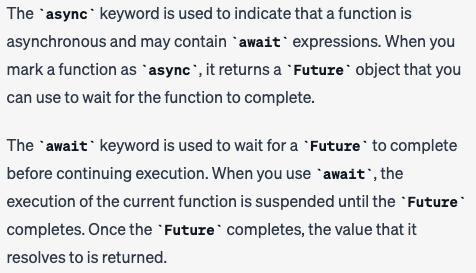 The `async` keyword is used to indicate that a function is
asynchronous and may contain `await` expressions. When you
mark a function as `async`, it returns a `Future` object that you
can use to wait for the function to complete.
The `await` keyword is used to wait for a `Future` to complete
before continuing execution. When you use `await`, the
execution of the current function is suspended until the `Future`
completes. Once the `Future` completes, the value that it
resolves to is returned.